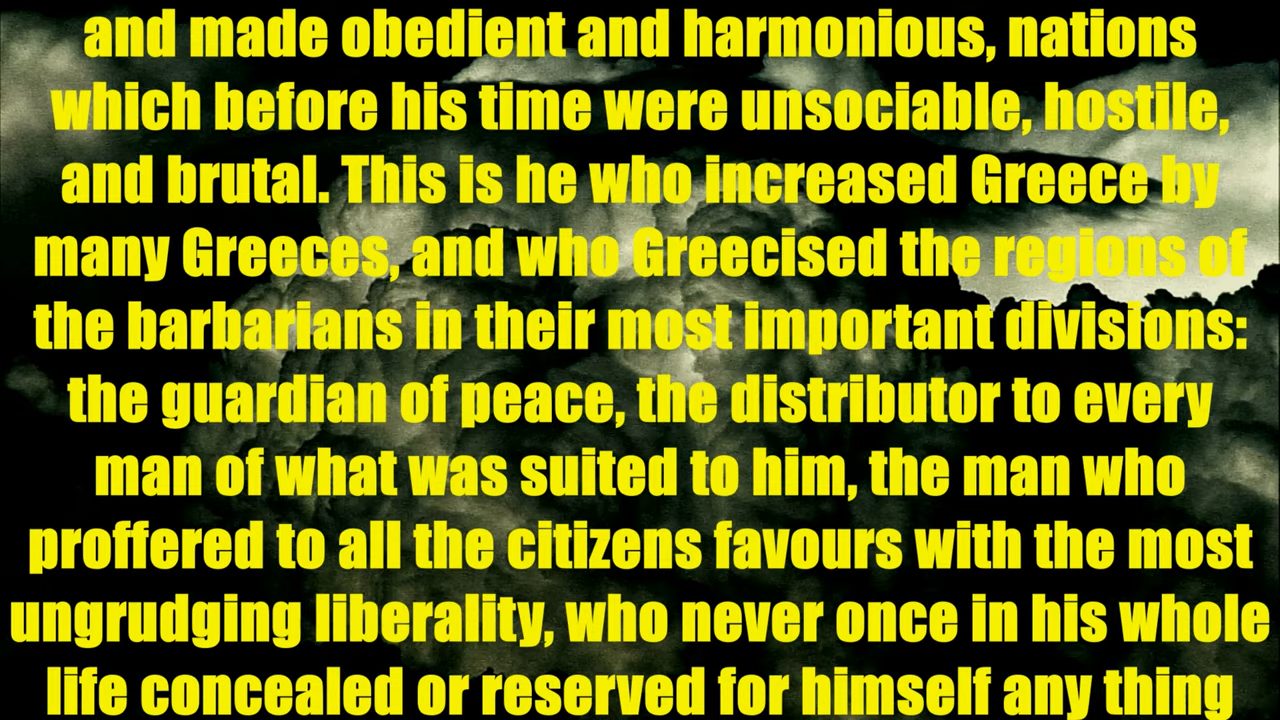 and made obedient and harmonious, nations
which before his time were unsociable, hostile,
and brutal. This is he who increased Greece by
many Greeces, and who Greecised the regions of
the barbarians in their most important divisions:
the guardian of peace, the distributor to every
man of what was suited to him, the man who
proffered to all the citizens favours with the most
ungrudging liberality, who never once in his whole
life concealed or reserved for himself any thing